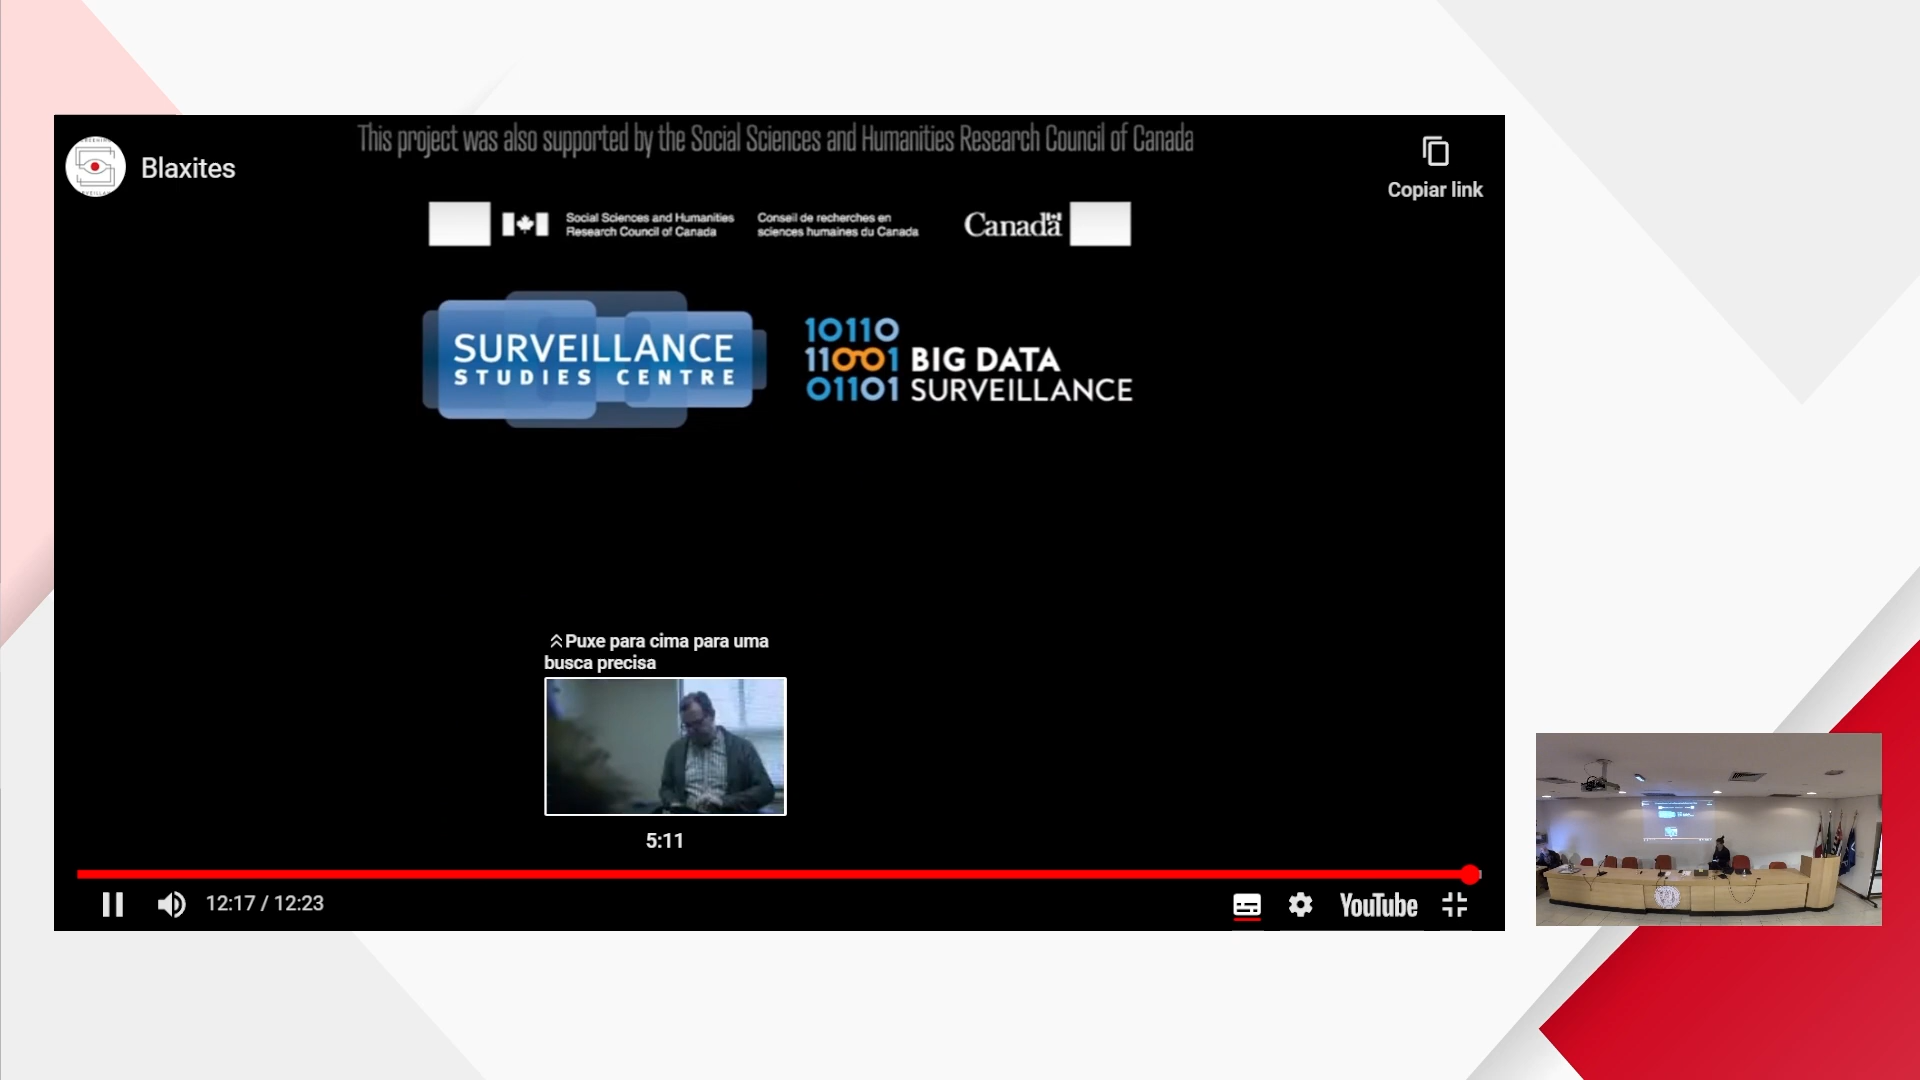 This project was also supported by the Social Sciences and Humanities Research Council of Canada
Blaxites
Copiar link
Social Sciences and Humanities
Research Council of Canada
Conseil de recherches en
sciences humaines du Canada
Canada
SURVEILLANCE
STUDIES CENTRE
10110
11001 BIG DATA
01101 SURVEILLANCE
Puxe para cima para uma
busca precisa
5:11
12:17 / 12:23
YouTube